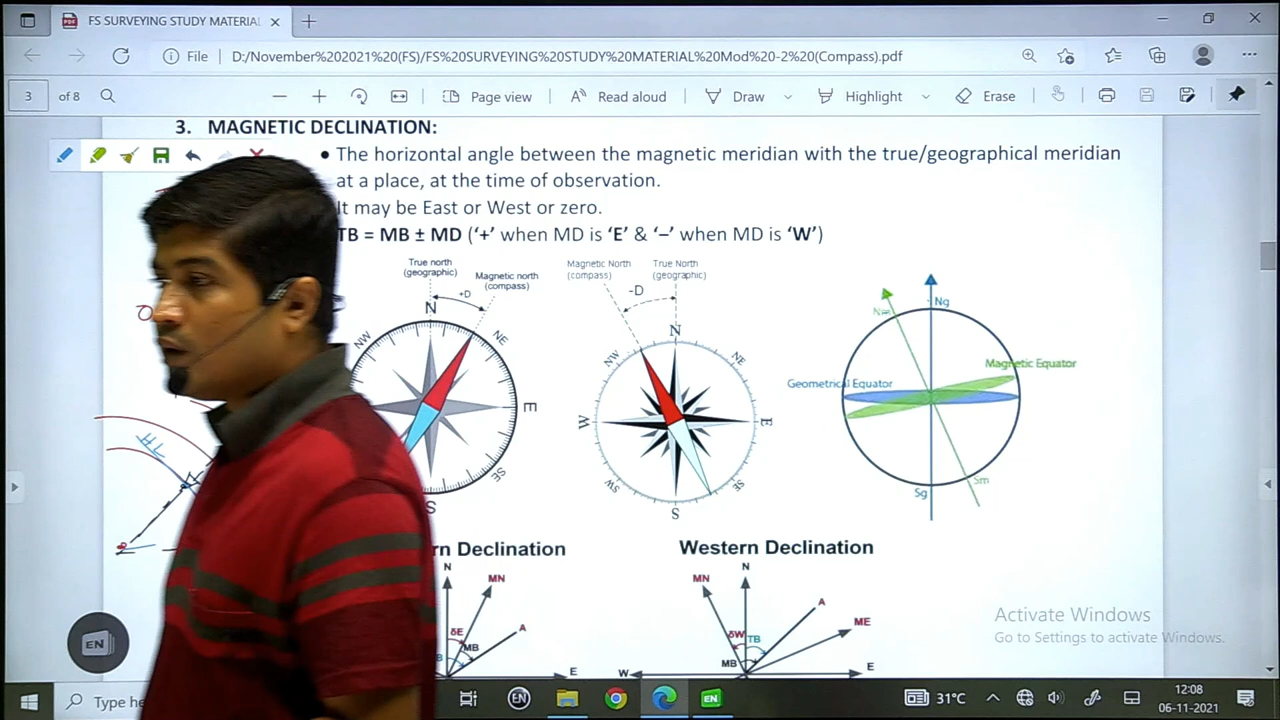 FS SURVEYING STUDY MATERIAL
File
D:/November%202021%20(FS)/FS%20SURVEYING%20STUDY%20MATERIAL%20Mod%20-2%20(Compass).pdf
3 of 8
Page view
Read aloud
Draw
Highlight
Erase
3. MAGNETIC DECLINATION:
• The horizontal angle between the magnetic meridian with the true/geographical meridian
at a place, at the time of observation.
It may be East or West or zero.
TB = MB ± MD ('+' when MD is 'E' & '–' when MD is 'W')
True north
(geographic)
Magnetic north
(compass)
+D
N
NE
E
SE
S
NW
Magnetic North
(compass)
True North
(geographic)
-D
N
NE
E
SE
S
SW
W
NW
Ng
Magnetic Equator
Geometrical Equator
Sg
Sm
rn Declination
Western Declination
N
MN
δE
MB
A
B
E
MN
N
A
ME
δW
TB
MB
W
E
Activate Windows
Go to Settings to activate Windows.
EN
Type he
EN
EN
31°C
12:08
06-11-2021